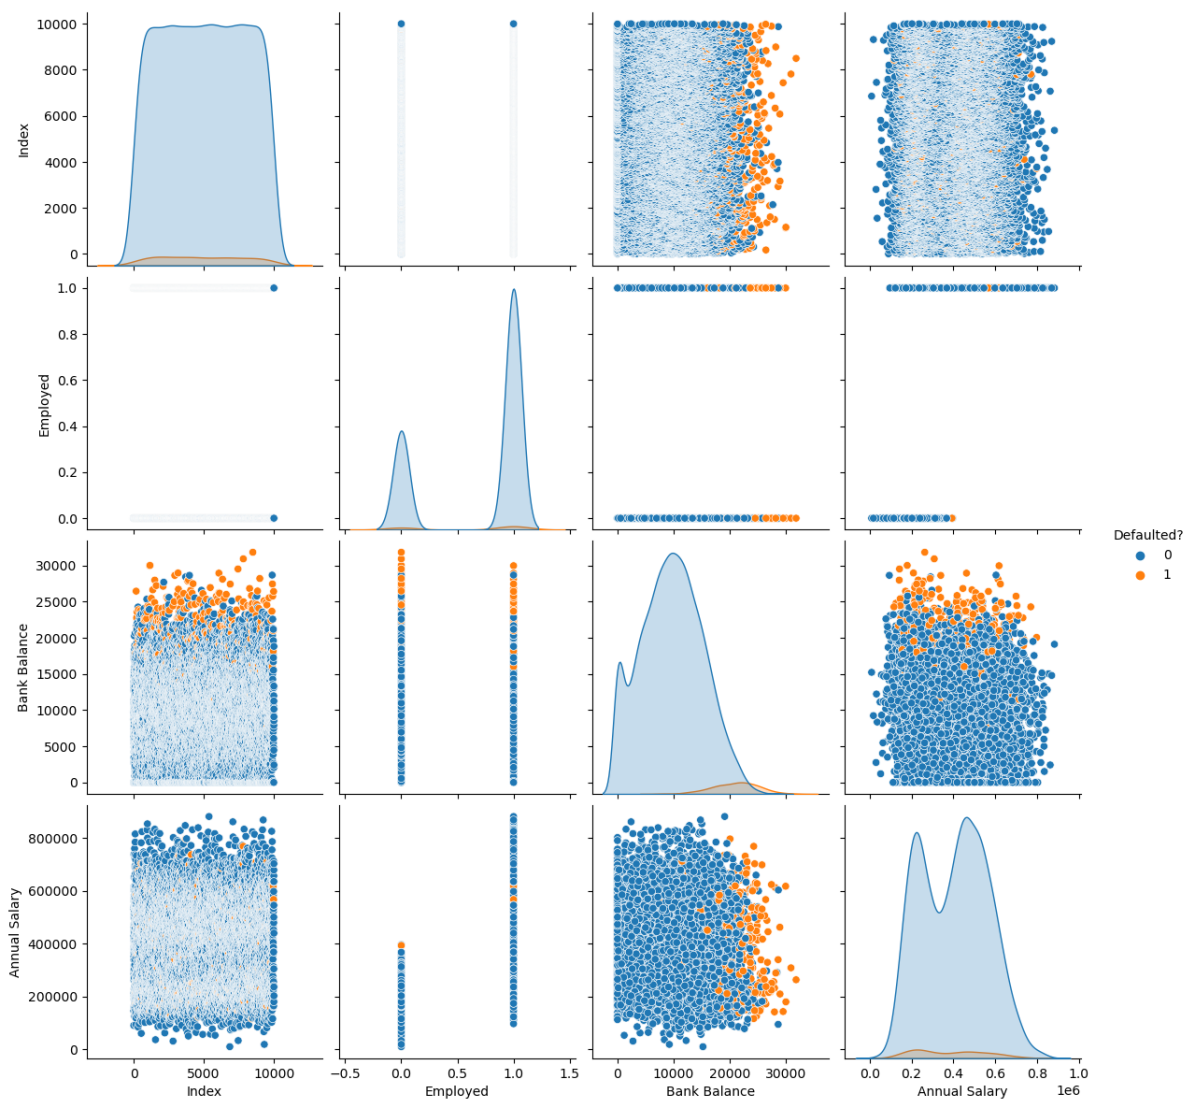 10000
8000
6000
4000
2000
0
Index
1.0
0.8
0.6
0.4
0.2
0.0
Employed
Defaulted?
0
1
30000
25000
20000
15000
10000
5000
0
Bank Balance
800000
600000
400000
200000
0
Annual Salary
0 5000 10000
Index
−0.5 0.0 0.5 1.0 1.5
Employed
0 10000 20000 30000
Bank Balance
0.0 0.2 0.4 0.6 0.8 1.0
1e6
Annual Salary